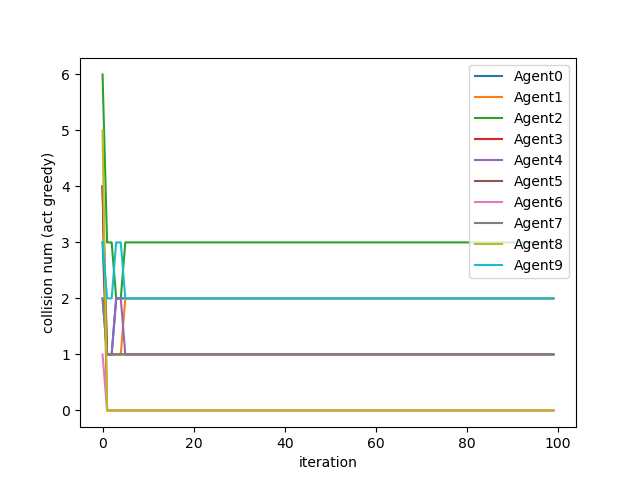 collision num (act greedy)
6
5
4
3
2
1
0
0 20 40 60 80 100
iteration
Agent0
Agent1
Agent2
Agent3
Agent4
Agent5
Agent6
Agent7
Agent8
Agent9